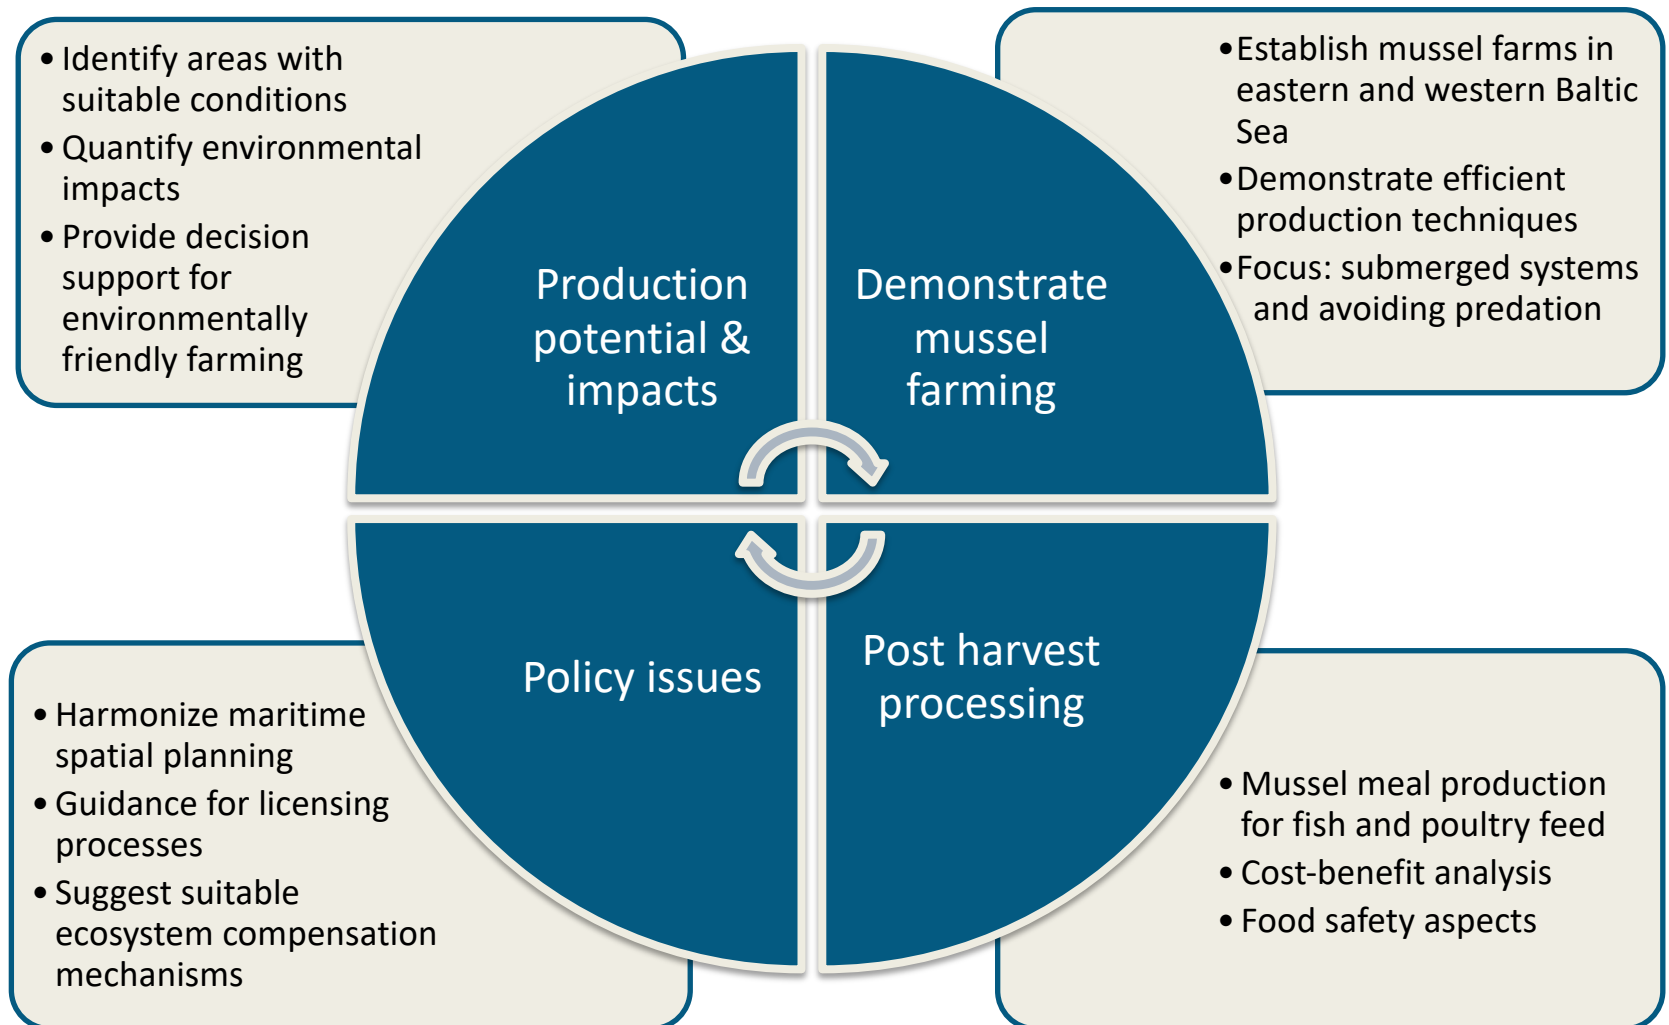 • Identify areas with
suitable conditions
• Quantify environmental
impacts
• Provide decision
support for
environmentally
friendly farming
Production
potential &
impacts
Demonstrate
mussel
farming
•Establish mussel farms in
eastern and western Baltic
Sea
•Demonstrate efficient
production techniques
•Focus: submerged systems
and avoiding predation
Policy issues
• Harmonize maritime
spatial planning
• Guidance for licensing
processes
• Suggest suitable
ecosystem compensation
mechanisms
Post harvest
processing
• Mussel meal production
for fish and poultry feed
• Cost-benefit analysis
• Food safety aspects